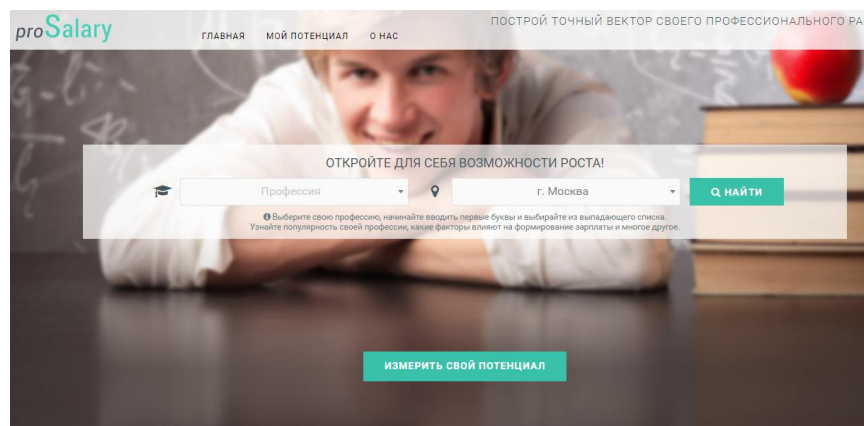 proSalary
ПОСТРОЙ ТОЧНЫЙ ВЕКТОР СВОЕГО ПРОФЕССИОНАЛЬНОГО РА
ГЛАВНАЯ МОЙ ПОТЕНЦИАЛ О НАС
ОТКРОЙТЕ ДЛЯ СЕБЯ ВОЗМОЖНОСТИ РОСТА!
Профессия г. Москва НАЙТИ
Выберите свою профессию, начинайте вводить первые буквы и выбирайте из выпадающего списка.
Узнайте популярность своей профессии, какие факторы влияют на формирование зарплаты и многое другое.
ИЗМЕРИТЬ СВОЙ ПОТЕНЦИАЛ